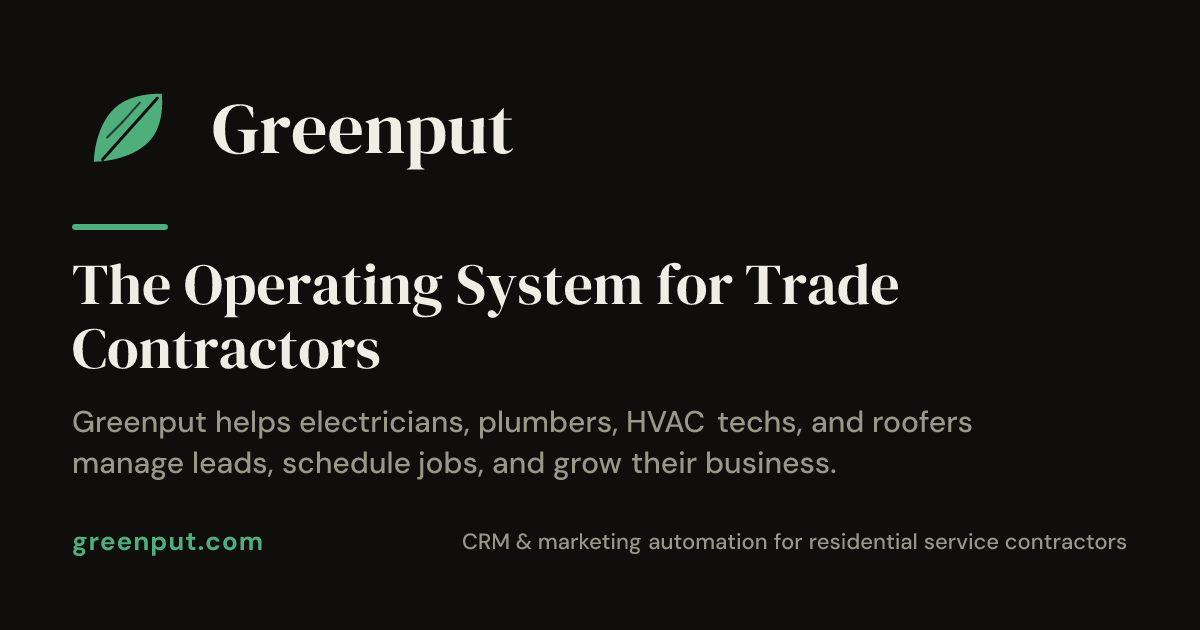 Greenput
The Operating System for Trade
Contractors
Greenput helps electricians, plumbers, HVAC techs, and roofers
manage leads, schedule jobs, and grow their business.
greenput.com
CRM & marketing automation for residential service contractors